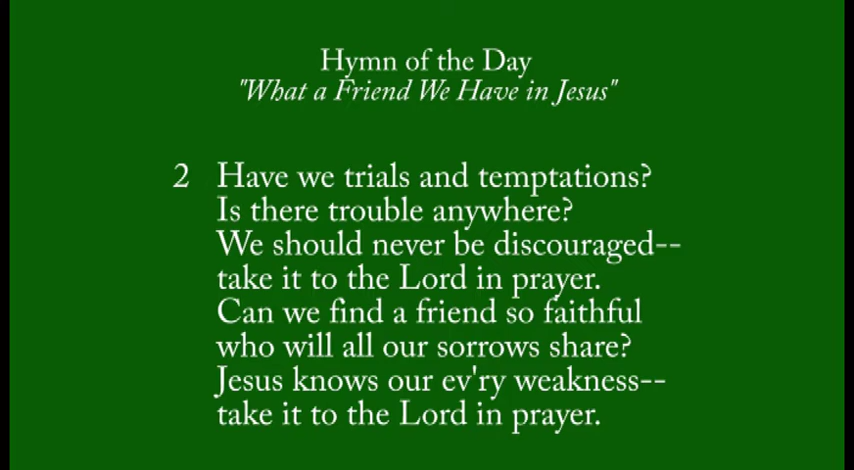 Hymn of the Day
"What a Friend We Have in Jesus"
2 Have we trials and temptations?
Is there trouble anywhere?
We should never be discouraged--
take it to the Lord in prayer.
Can we find a friend so faithful
who will all our sorrows share?
Jesus knows our ev'ry weakness--
take it to the Lord in prayer.